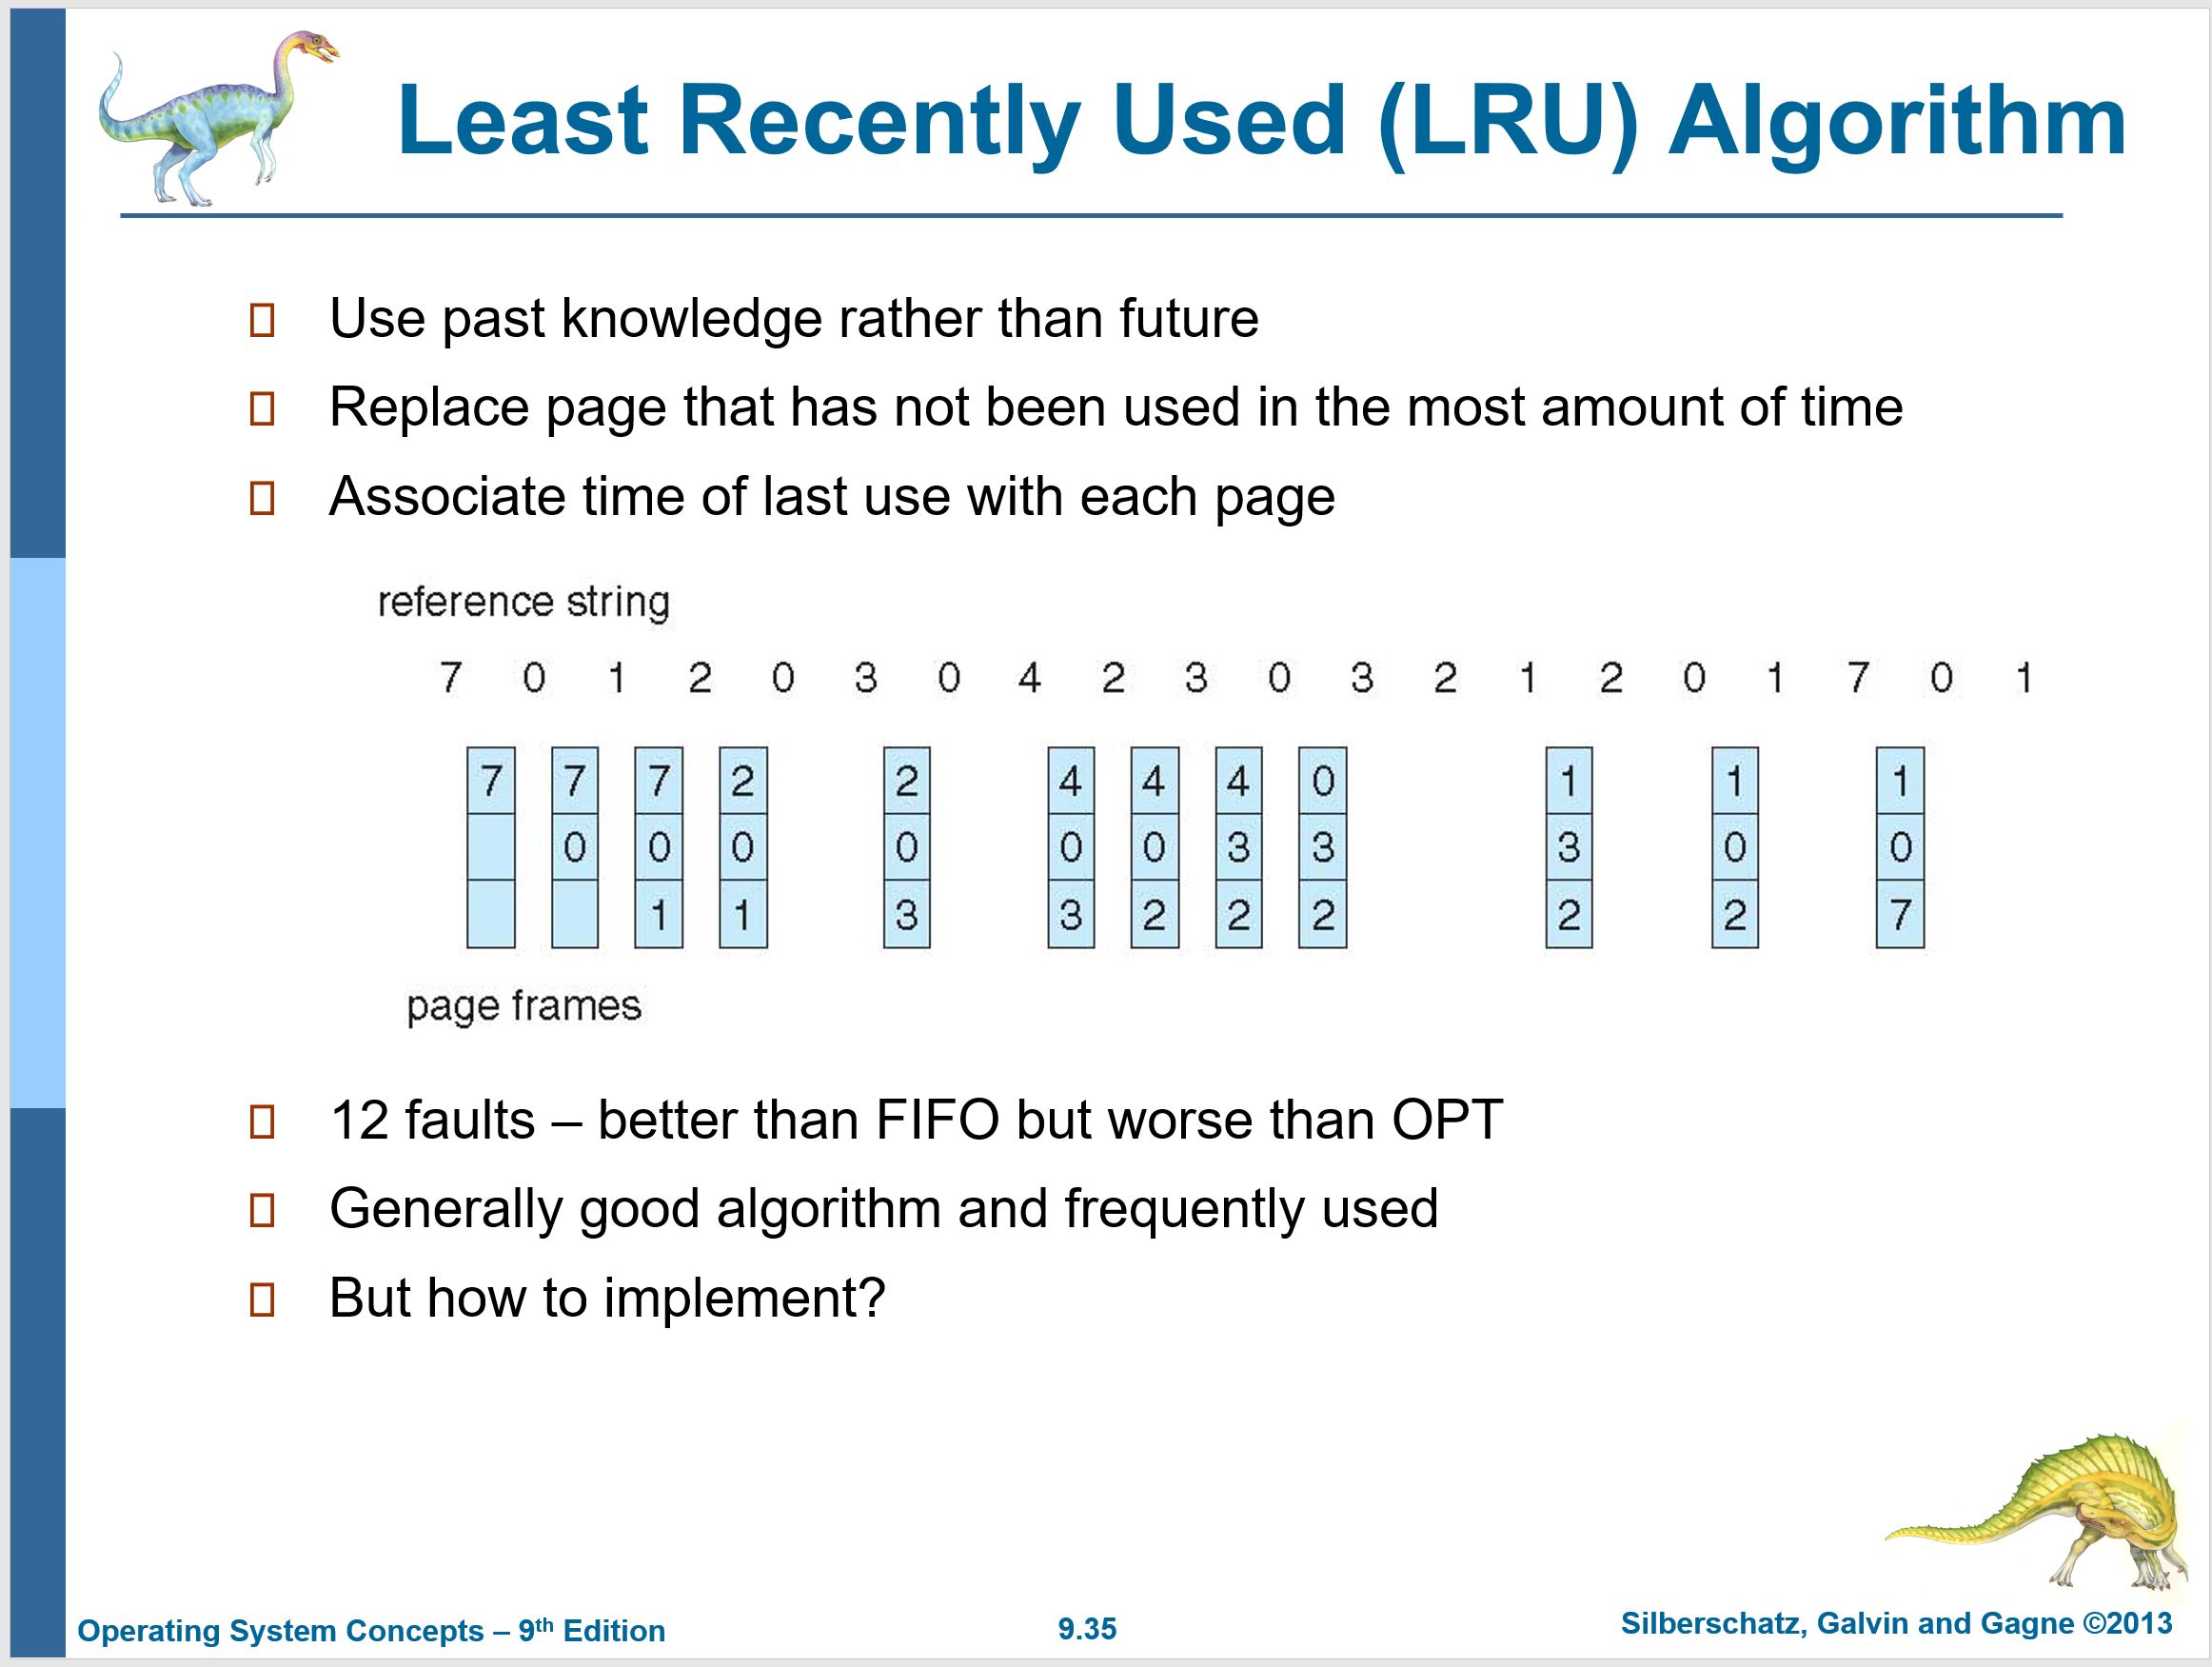 Least Recently Used (LRU) Algorithm
Use past knowledge rather than future
Replace page that has not been used in the most amount of time
Associate time of last use with each page
reference string
7 0 1 2 0 3 0 4 2 3 0 3 2 1 2 0 1 7 0 1
7 7 7 2 2 4 4 4 0 1 1 1
0 0 0 0 0 0 3 3 3 0 0
1 1 3 3 2 2 2 2 2 7
page frames
12 faults – better than FIFO but worse than OPT
Generally good algorithm and frequently used
But how to implement?
Operating System Concepts – 9th Edition
9.35
Silberschatz, Galvin and Gagne ©2013